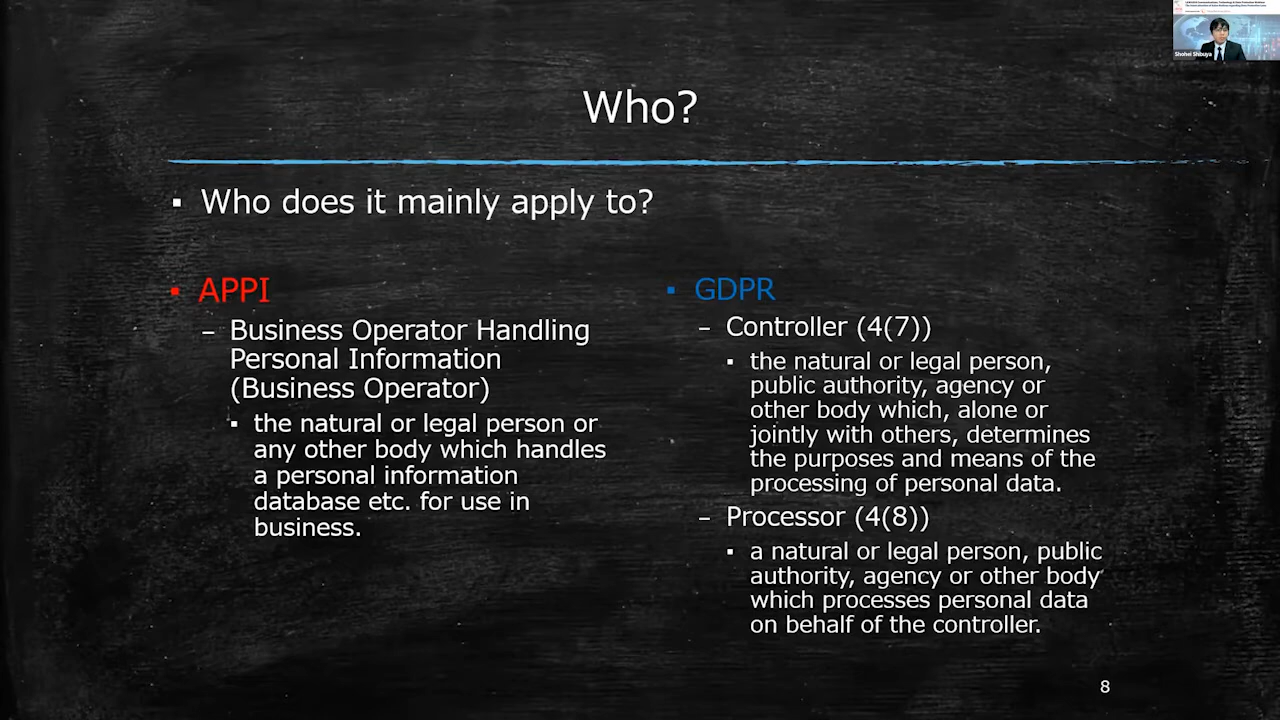 Shohei Shibuya
Who?
▪ Who does it mainly apply to?
▪ APPI
– Business Operator Handling
Personal Information
(Business Operator)
▪ the natural or legal person or
any other body which handles
a personal information
database etc. for use in
business.
▪ GDPR
– Controller (4(7))
▪ the natural or legal person,
public authority, agency or
other body which, alone or
jointly with others, determines
the purposes and means of the
processing of personal data.
– Processor (4(8))
▪ a natural or legal person, public
authority, agency or other body
which processes personal data
on behalf of the controller.
8